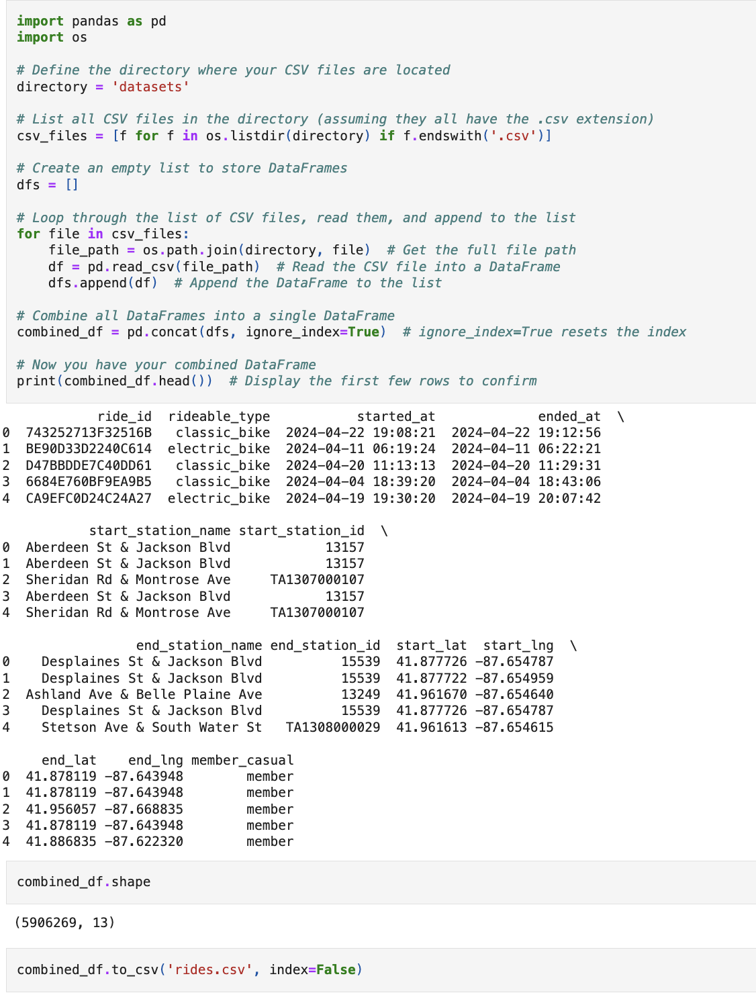 import pandas as pd
import os
# Define the directory where your CSV files are located
directory = 'datasets'
# List all CSV files in the directory (assuming they all have the .csv extension)
csv_files = [f for f in os.listdir(directory) if f.endswith('.csv')]
# Create an empty list to store DataFrames
dfs = []
# Loop through the list of CSV files, read them, and append to the list
for file in csv_files:
    file_path = os.path.join(directory, file)  # Get the full file path
    df = pd.read_csv(file_path)  # Read the CSV file into a DataFrame
    dfs.append(df)  # Append the DataFrame to the list
# Combine all DataFrames into a single DataFrame
combined_df = pd.concat(dfs, ignore_index=True)  # ignore_index=True resets the index
# Now you have your combined DataFrame
print(combined_df.head())  # Display the first few rows to confirm
            ride_id  rideable_type           started_at             ended_at  \
0  743252713F32516B   classic_bike  2024-04-22 19:08:21  2024-04-22 19:12:56
1  BE90D33D2240C614  electric_bike  2024-04-11 06:19:24  2024-04-11 06:22:21
2  D47BBDDE7C40DD61   classic_bike  2024-04-20 11:13:13  2024-04-20 11:29:31
3  6684E760BF9EA9B5   classic_bike  2024-04-04 18:39:20  2024-04-04 18:43:06
4  CA9EFC0D24C24A27  electric_bike  2024-04-19 19:30:20  2024-04-19 20:07:42
           start_station_name start_station_id  \
0  Aberdeen St & Jackson Blvd            13157
1  Aberdeen St & Jackson Blvd            13157
2  Sheridan Rd & Montrose Ave     TA1307000107
3  Aberdeen St & Jackson Blvd            13157
4  Sheridan Rd & Montrose Ave     TA1307000107
                 end_station_name end_station_id  start_lat  start_lng  \
0    Desplaines St & Jackson Blvd          15539  41.877726 -87.654787
1    Desplaines St & Jackson Blvd          15539  41.877722 -87.654959
2  Ashland Ave & Belle Plaine Ave          13249  41.961670 -87.654640
3    Desplaines St & Jackson Blvd          15539  41.877726 -87.654787
4    Stetson Ave & South Water St   TA1308000029  41.961613 -87.654615
     end_lat    end_lng member_casual
0  41.878119 -87.643948        member
1  41.878119 -87.643948        member
2  41.956057 -87.668835        member
3  41.878119 -87.643948        member
4  41.886835 -87.622320        member
combined_df.shape
(5906269, 13)
combined_df.to_csv('rides.csv', index=False)